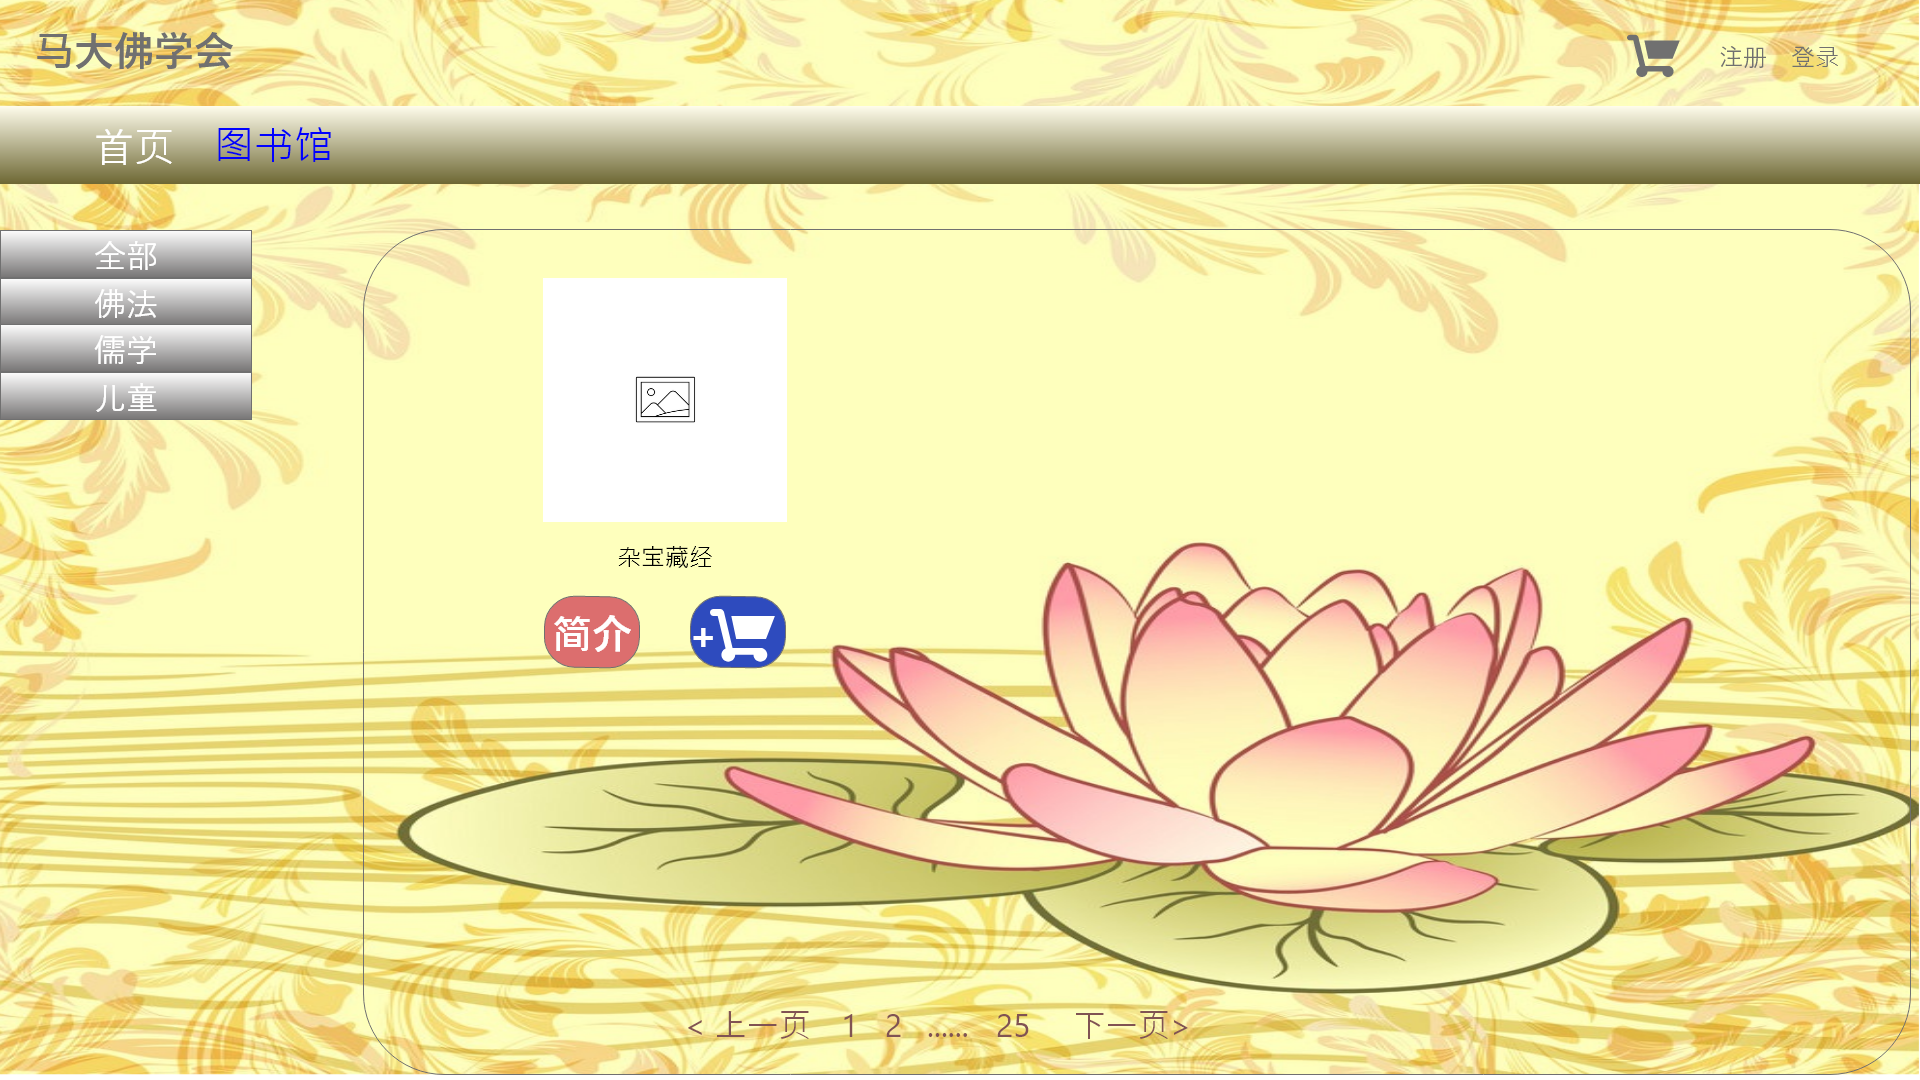 马大佛学会
注册 登录
首页 图书馆
全部
佛法
儒学
儿童
杂宝藏经
简介 +
< 上一页 1 2 ...... 25 下一页>